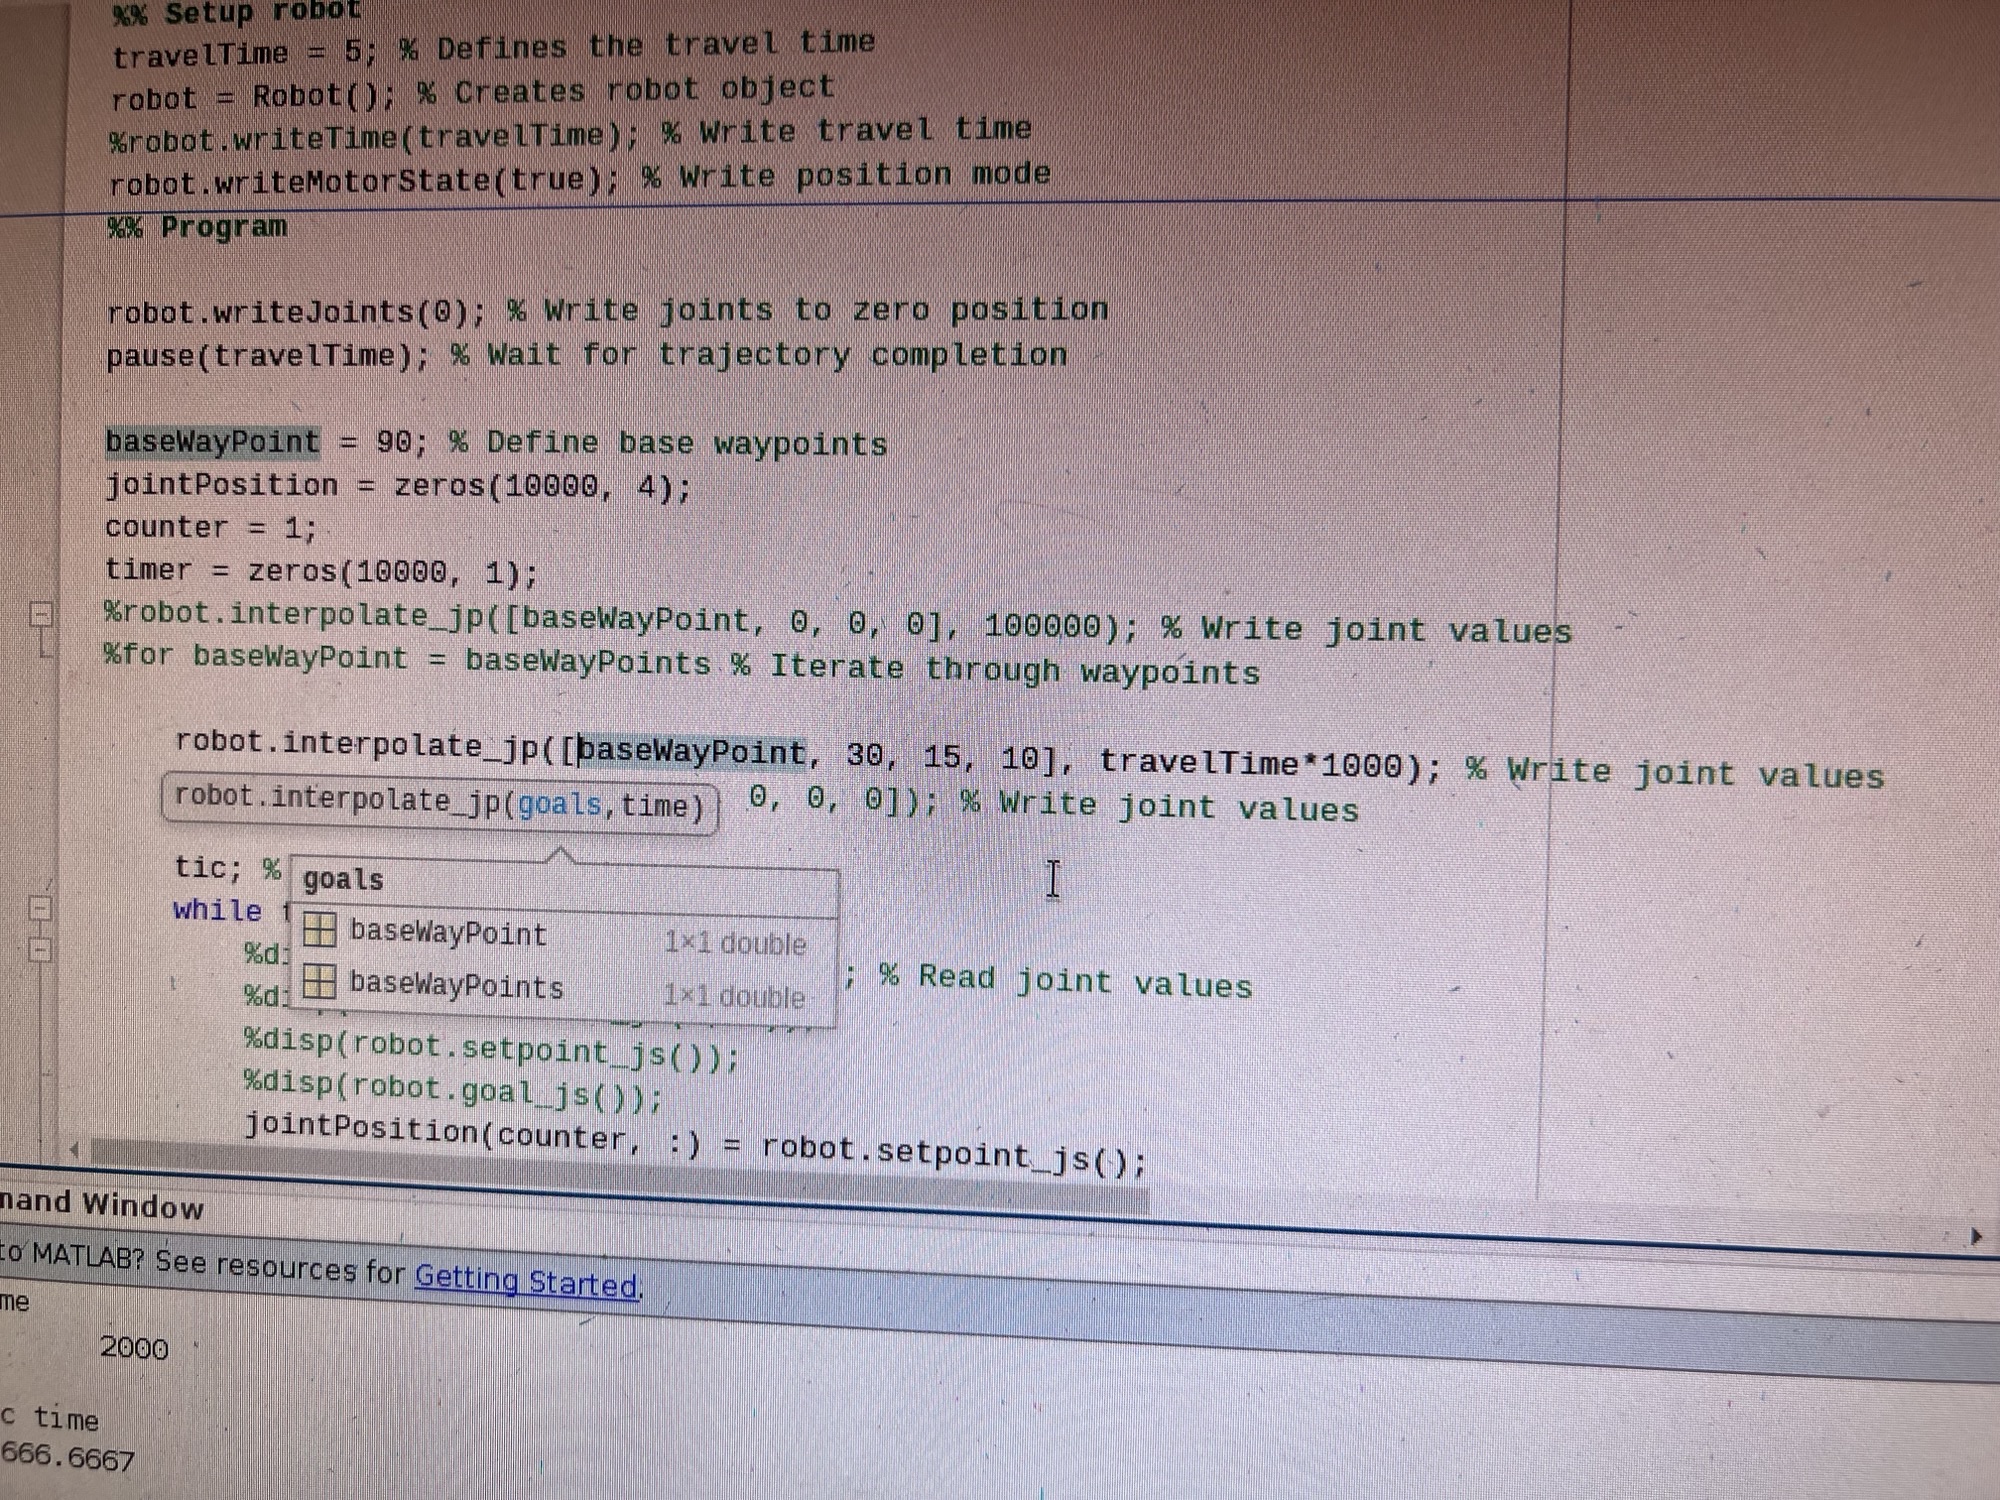 %% Setup robot
travelTime = 5; % Defines the travel time
robot = Robot(); % Creates robot object
%robot.writeTime(travelTime); % Write travel time
robot.writeMotorState(true); % Write position mode
%% Program
robot.writeJoints(0); % Write joints to zero position
pause(travelTime); % Wait for trajectory completion
baseWayPoint = 90; % Define base waypoints
jointPosition = zeros(10000, 4);
counter = 1;
timer = zeros(10000, 1);
%robot.interpolate_jp([baseWayPoint, 0, 0, 0], 100000); % Write joint values
%for baseWayPoint = baseWayPoints % Iterate through waypoints
robot.interpolate_jp([baseWayPoint, 30, 15, 10], travelTime*1000); % Write joint values
robot.interpolate_jp(goals,time) 0, 0, 0]); % Write joint values
tic; %
goals
while
baseWayPoint 1×1 double
%d
; % Read joint values
baseWayPoints 1×1 double
%d
%disp(robot.setpoint_js());
%disp(robot.goal_js());
jointPosition(counter, :) = robot.setpoint_js();
mand Window
to MATLAB? See resources for Getting Started.
me
2000
c time
666.6667